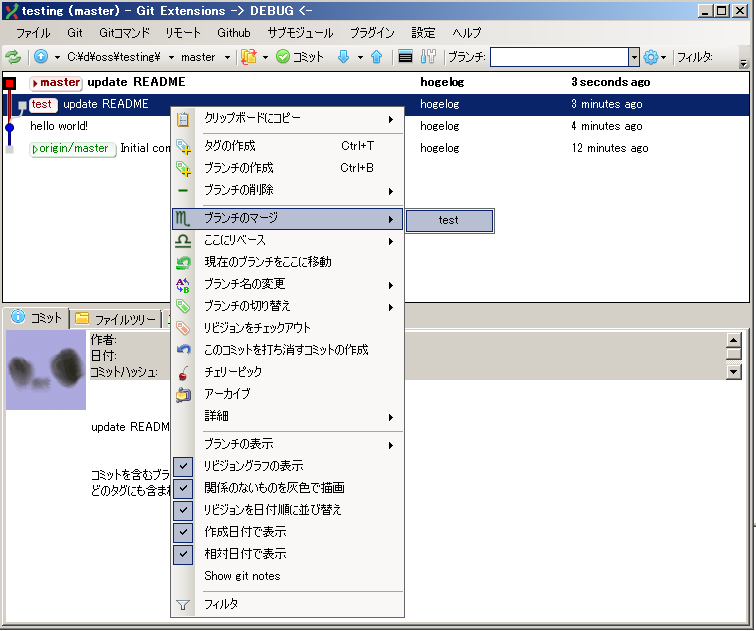 testing (master) - Git Extensions -> DEBUG <-
ファイル Git Gitコマンド リモート Github サブモジュール プラグイン 設定 ヘルプ
C:¥d¥oss¥testing¥ master コミット ブランチ: フィルタ:
master update README hogelog 3 seconds ago
test update README hogelog 3 minutes ago
hello world! hogelog 4 minutes ago
origin/master Initial con hogelog 12 minutes ago
クリップボードにコピー
タグの作成 Ctrl+T
ブランチの作成 Ctrl+B
ブランチの削除
ブランチのマージ test
ここにリベース
現在のブランチをここに移動
ブランチ名の変更
ブランチの切り替え
リビジョンをチェックアウト
このコミットを打ち消すコミットの作成
チェリーピック
アーカイブ
詳細
ブランチの表示
リビジョングラフの表示
関係のないものを灰色で描画
リビジョンを日付順に並び替え
作成日付で表示
相対日付で表示
Show git notes
フィルタ
コミット ファイルツリー
作者:
日付:
コミットハッシュ:
update READM
コミットを含むブラ
どのタグにも含まれ